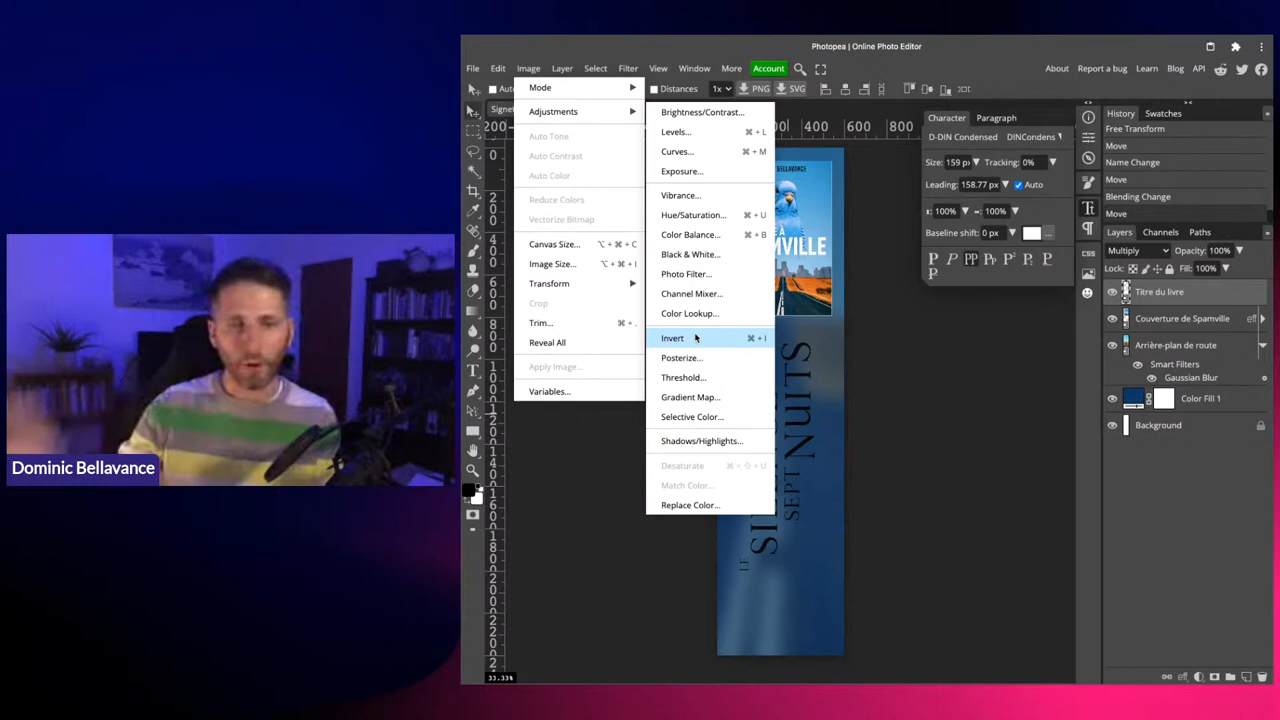 Photopea | Online Photo Editor
File Edit Image Layer Select Filter View Window More Account
About Report a bug Learn Blog API
Distances 1x PNG SVG
Mode
Adjustments
Auto Tone
Auto Contrast
Auto Color
Reduce Colors
Vectorize Bitmap
Canvas Size... ⌥ + ⌘ + C
Image Size... ⌥ + ⌘ + I
Transform
Crop
Trim... ⌘ + .
Reveal All
Apply Image...
Variables...
Brightness/Contrast...
Levels... ⌘ + L
Curves... ⌘ + M
Exposure...
Vibrance...
Hue/Saturation... ⌘ + U
Color Balance... ⌘ + B
Black & White...
Photo Filter...
Channel Mixer...
Color Lookup...
Invert ⌘ + I
Posterize...
Threshold...
Gradient Map...
Selective Color...
Shadows/Highlights...
Desaturate ⌘ + ⇧ + U
Match Color...
Replace Color...
400 600 800
BELLAVANCE
LE
SEPT NUITS
Character Paragraph
D-DIN Condensed DINCondens
Size: 159 px Tracking: 0%
Leading: 158.77 px Auto
100% 100%
Baseline shift: 0 px
History Swatches
Free Transform
Move
Name Change
Move
Blending Change
Move
Layers Channels Paths
Multiply Opacity: 100%
Lock: Fill: 100%
Titre du livre
Couverture de Spamville eff
Arrière-plan de route
Smart Filters
Gaussian Blur
Color Fill 1
Background
CSS
Dominic Bellavance
33.33%